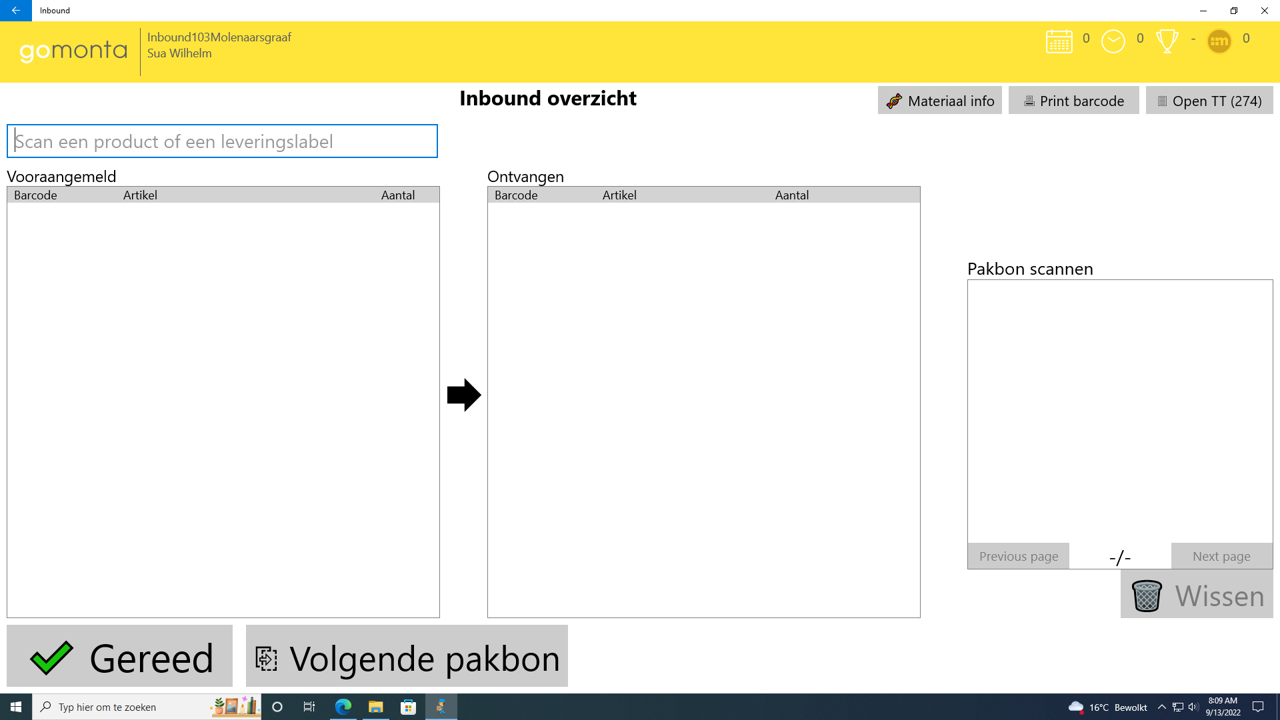 Inbound
gomonta
Inbound103Molenaarsgraaf
Sua Wilhelm
0
0
-
0
Inbound overzicht
Materiaal info
Print barcode
Open TT (274)
Scan een product of een leveringslabel
Vooraangemeld
Ontvangen
Barcode Artikel Aantal
Barcode Artikel Aantal
Pakbon scannen
Previous page
-/-
Next page
Wissen
Gereed
Volgende pakbon
Typ hier om te zoeken
16°C Bewolkt
8:09 AM
9/13/2022